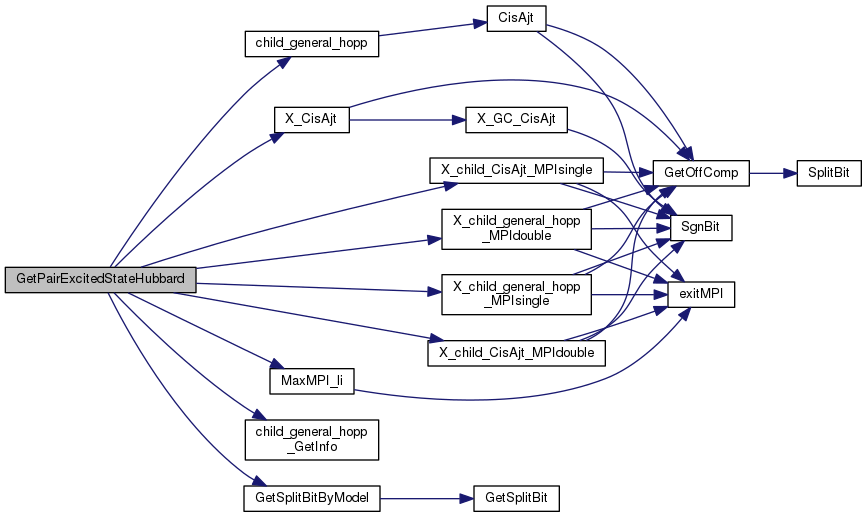 CisAjt
child_general_hopp
X_CisAjt
X_GC_CisAjt
X_child_CisAjt_MPIsingle
GetOffComp
SplitBit
X_child_general_hopp
_MPIdouble
SgnBit
GetPairExcitedStateHubbard
X_child_general_hopp
_MPIsingle
exitMPI
X_child_CisAjt_MPIdouble
MaxMPI_li
child_general_hopp
_GetInfo
GetSplitBitByModel
GetSplitBit